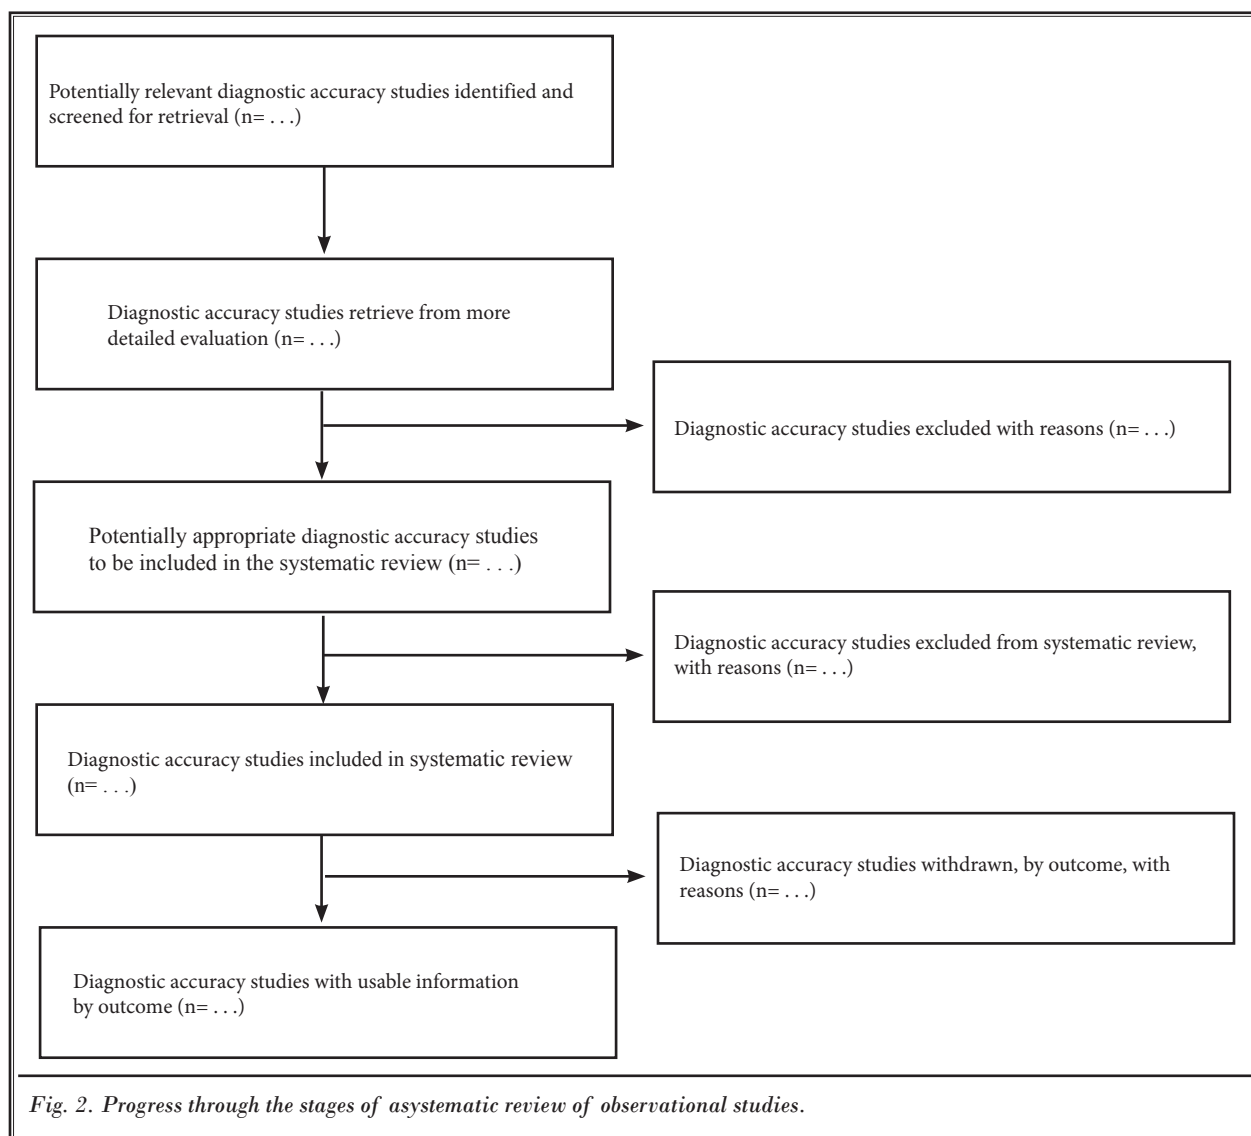 Potentially relevant diagnostic accuracy studies identified and
screened for retrieval (n= . . .)
Diagnostic accuracy studies retrieve from more
detailed evaluation (n= . . .)
Diagnostic accuracy studies excluded with reasons (n= . . .)
Potentially appropriate diagnostic accuracy studies
to be included in the systematic review (n= . . .)
Diagnostic accuracy studies excluded from systematic review,
with reasons (n= . . .)
Diagnostic accuracy studies included in systematic review
(n= . . .)
Diagnostic accuracy studies withdrawn, by outcome, with
reasons (n= . . .)
Diagnostic accuracy studies with usable information
by outcome (n= . . .)
Fig. 2. Progress through the stages of asystematic review of observational studies.